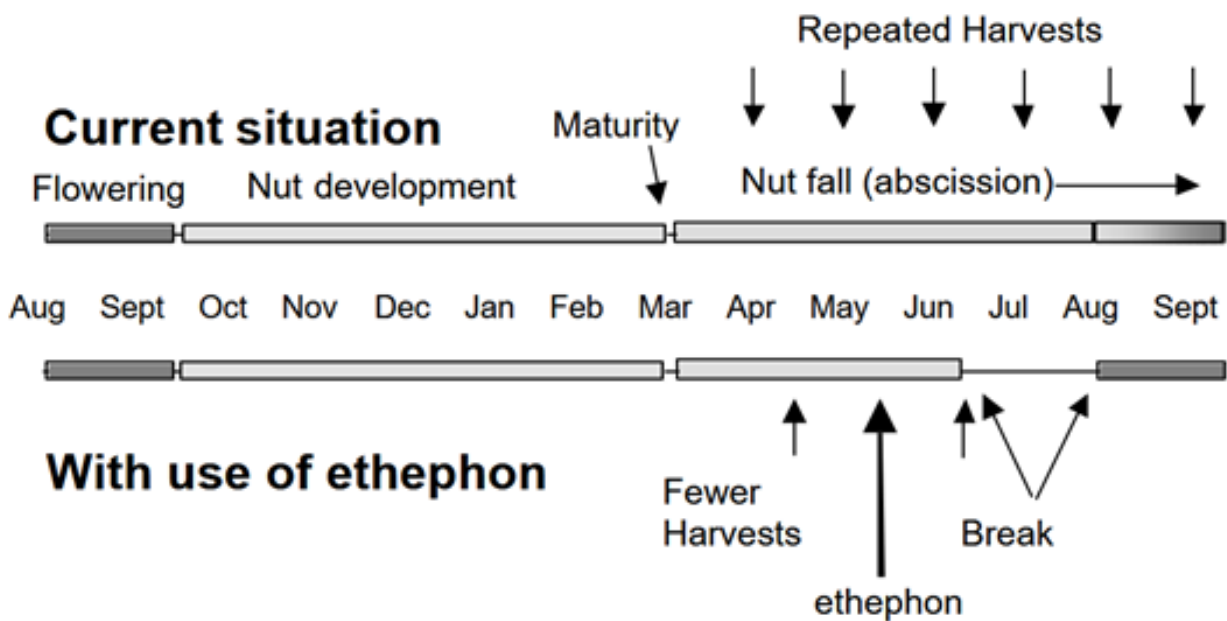 Repeated Harvests
Current situation
Maturity
Flowering
Nut development
Nut fall (abscission)
Aug Sept Oct Nov Dec Jan Feb Mar Apr May Jun Jul Aug Sept
With use of ethephon
Fewer
Harvests
Break
ethephon